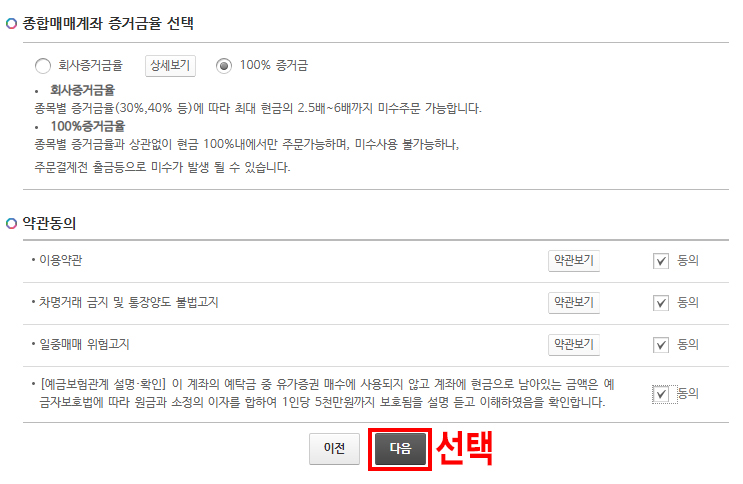 종합매매계좌 증거금율 선택
회사증거금율 상세보기 100% 증거금
• 회사증거금율
종목별 증거금율(30%,40% 등)에 따라 최대 현금의 2.5배~6배까지 미수주문 가능합니다.
• 100%증거금율
종목별 증거금율과 상관없이 현금 100%내에서만 주문가능하며, 미수사용 불가능하나,
주문결제전 출금등으로 미수가 발생 될 수 있습니다.
약관동의
• 이용약관 약관보기 동의
• 차명거래 금지 및 통장양도 불법고지 약관보기 동의
• 일중매매 위험고지 약관보기 동의
• [예금보험관계 설명·확인] 이 계좌의 예탁금 중 유가증권 매수에 사용되지 않고 계좌에 현금으로 남아있는 금액은 예
금자보호법에 따라 원금과 소정의 이자를 합하여 1인당 5천만원까지 보호됨을 설명 듣고 이해하였음을 확인합니다. 동의
이전 다음 선택